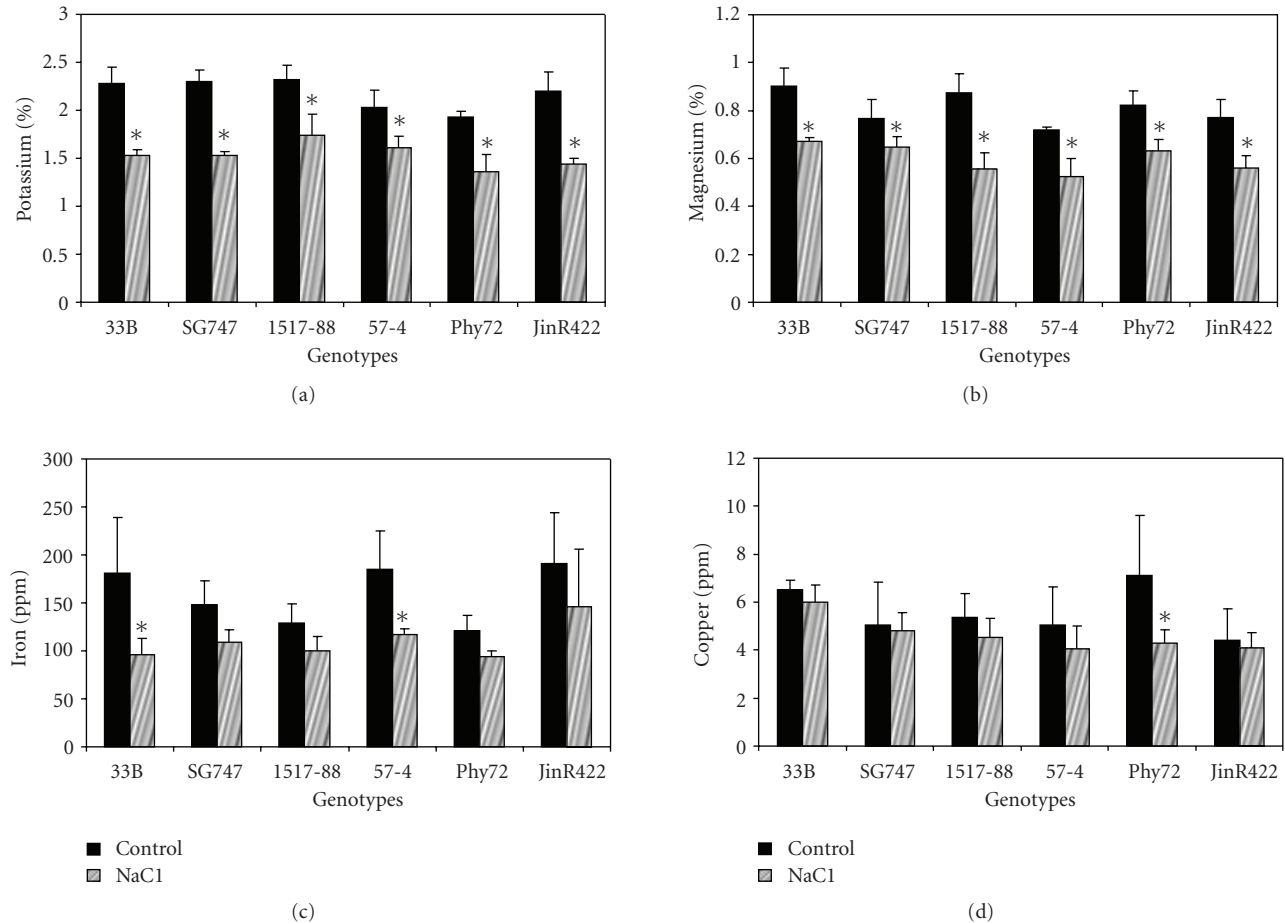 3
2.5
2
1.5
1
0.5
0
Potassium (%)
* * * * * *
33B SG747 1517-88 57-4 Phy72 JinR422
Genotypes
(a)
1.2
1
0.8
0.6
0.4
0.2
0
Magnesium (%)
* * * * * *
33B SG747 1517-88 57-4 Phy72 JinR422
Genotypes
(b)
300
250
200
150
100
50
0
Iron (ppm)
* *
33B SG747 1517-88 57-4 Phy72 JinR422
Genotypes
Control
NaC1
(c)
12
10
8
6
4
2
0
Copper (ppm)
*
33B SG747 1517-88 57-4 Phy72 JinR422
Genotypes
Control
NaC1
(d)